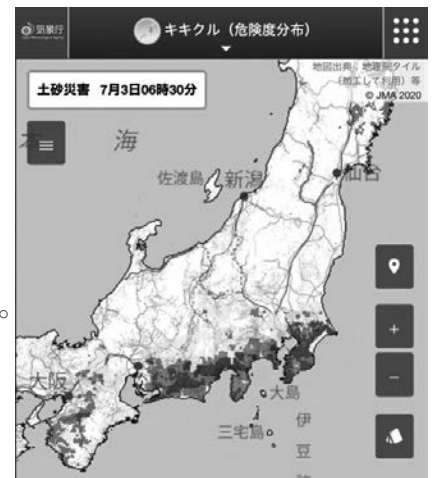 気象庁
キキクル（危険度分布）
地図出典：地理院タイル
（加工して利用）等
© JMA 2020
土砂災害 7月3日06時30分
本
海
佐渡島
新潟
仙台
大阪
大島
三宅島
伊
豆